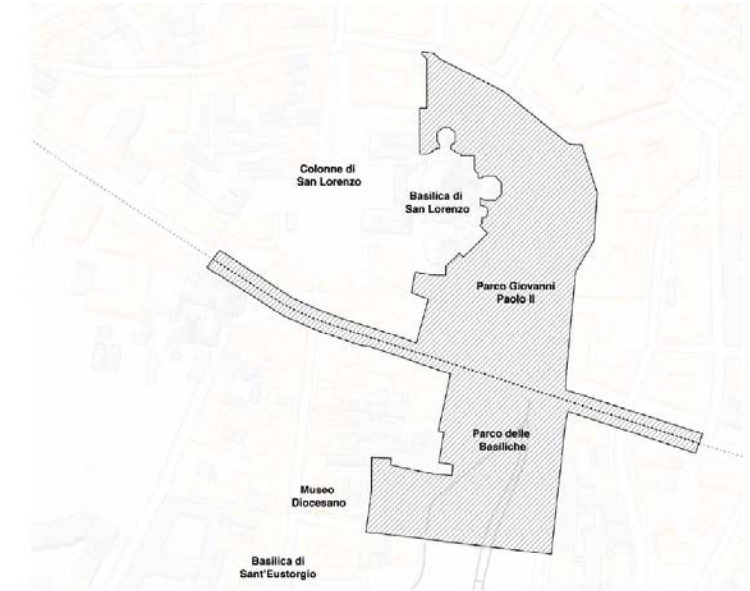 Colonne di
San Lorenzo
Basilica di
San Lorenzo
Parco Giovanni
Paolo II
Parco delle
Basiliche
Museo
Diocesano
Basilica di
Sant'Eustorgio